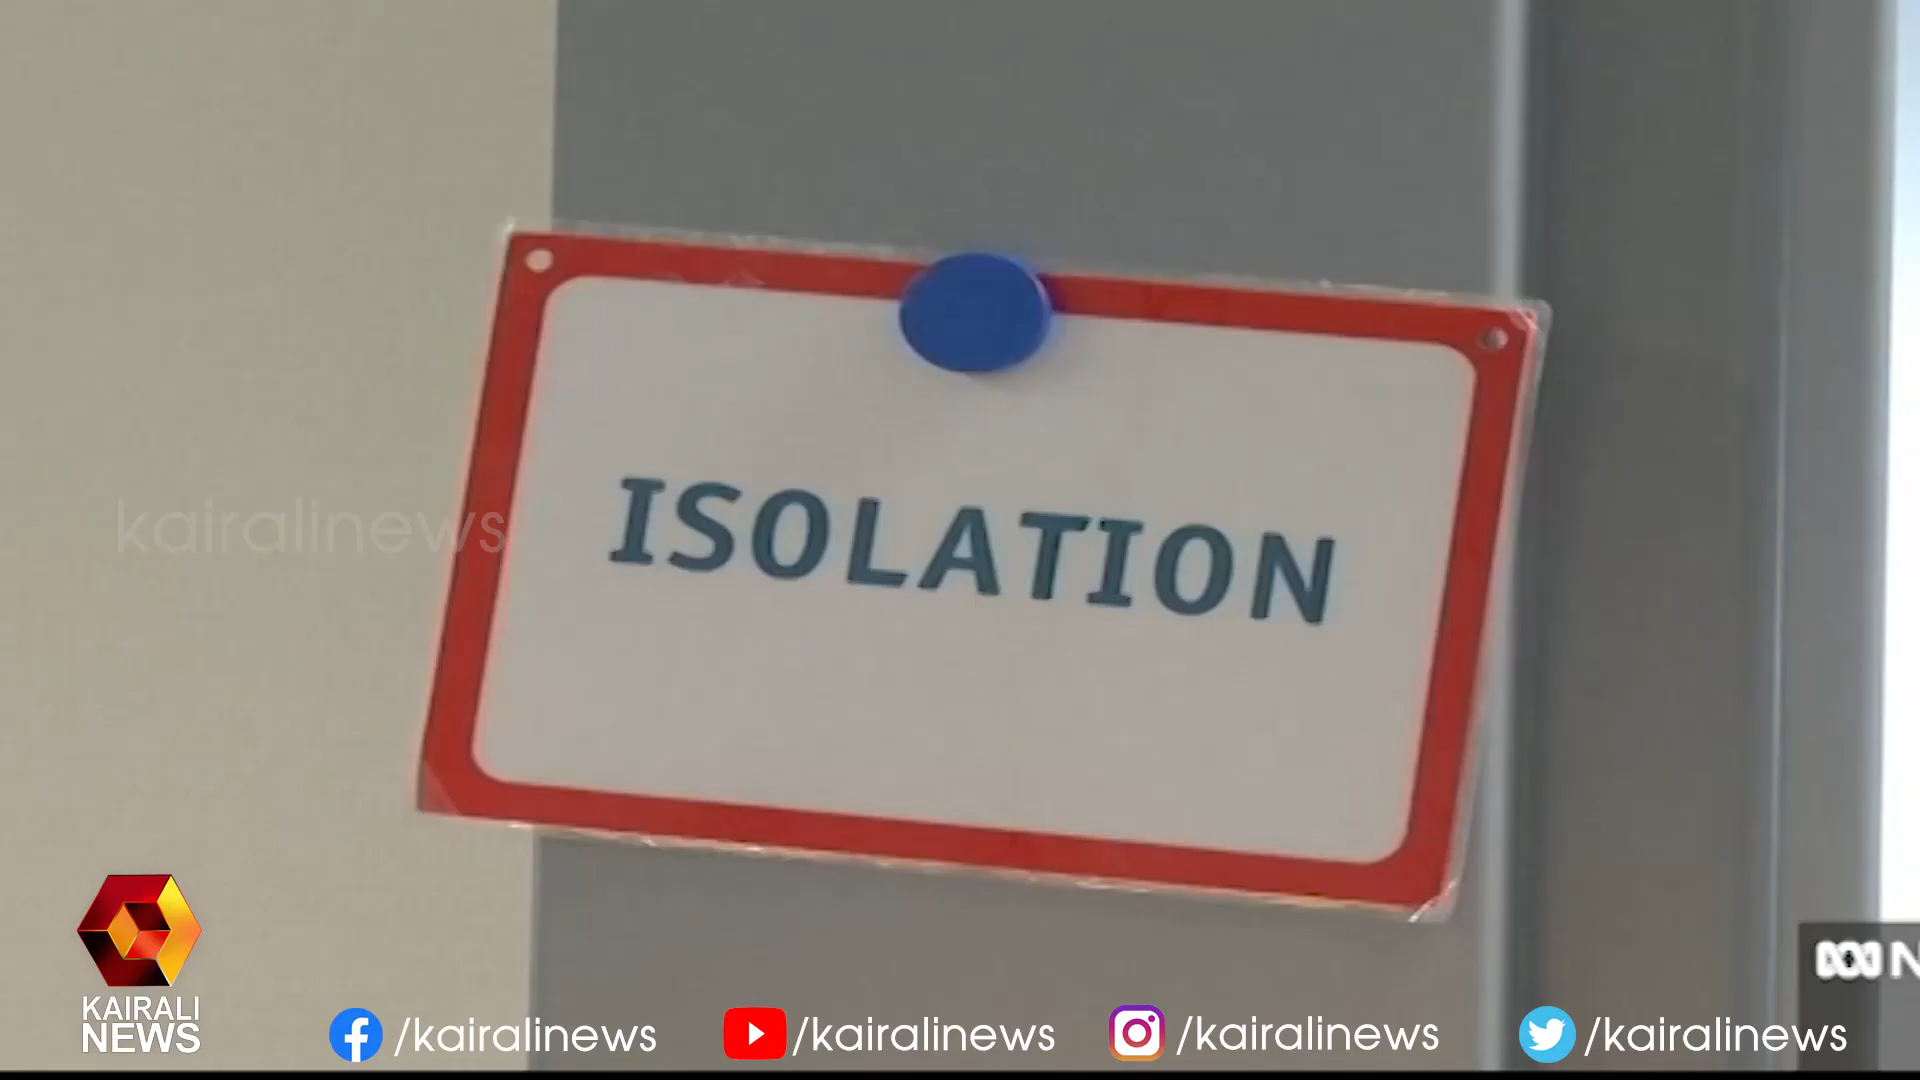 ISOLATION
kairalinews
KAIRALI
NEWS
/kairalinews
/kairalinews
/kairalinews
/kairalinews
N